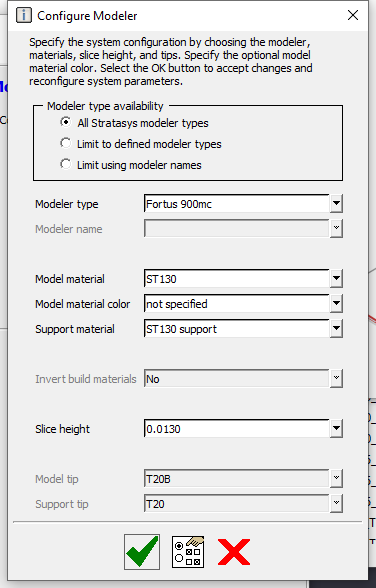 Configure Modeler
Specify the system configuration by choosing the modeler,
materials, slice height, and tips. Specify the optional model
material color. Select the OK button to accept changes and
reconfigure system parameters.
Modeler type availability
All Stratasys modeler types
Limit to defined modeler types
Limit using modeler names
Modeler type Fortus 900mc
Modeler name
Model material ST130
Model material color not specified
Support material ST130 support
Invert build materials No
Slice height 0.0130
Model tip T20B
Support tip T20